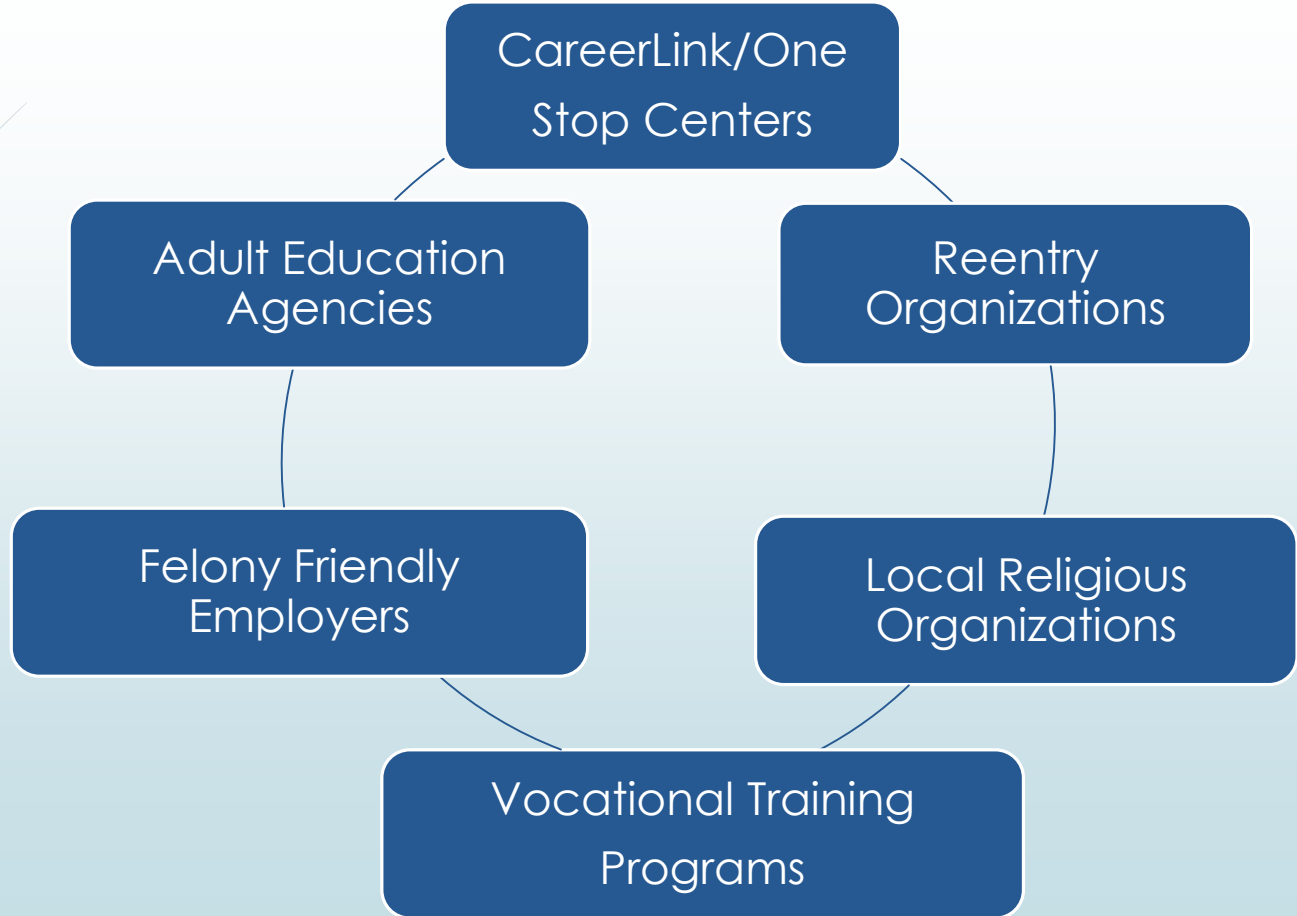 CareerLink/One
Stop Centers
Adult Education
Agencies
Reentry
Organizations
Felony Friendly
Employers
Local Religious
Organizations
Vocational Training
Programs